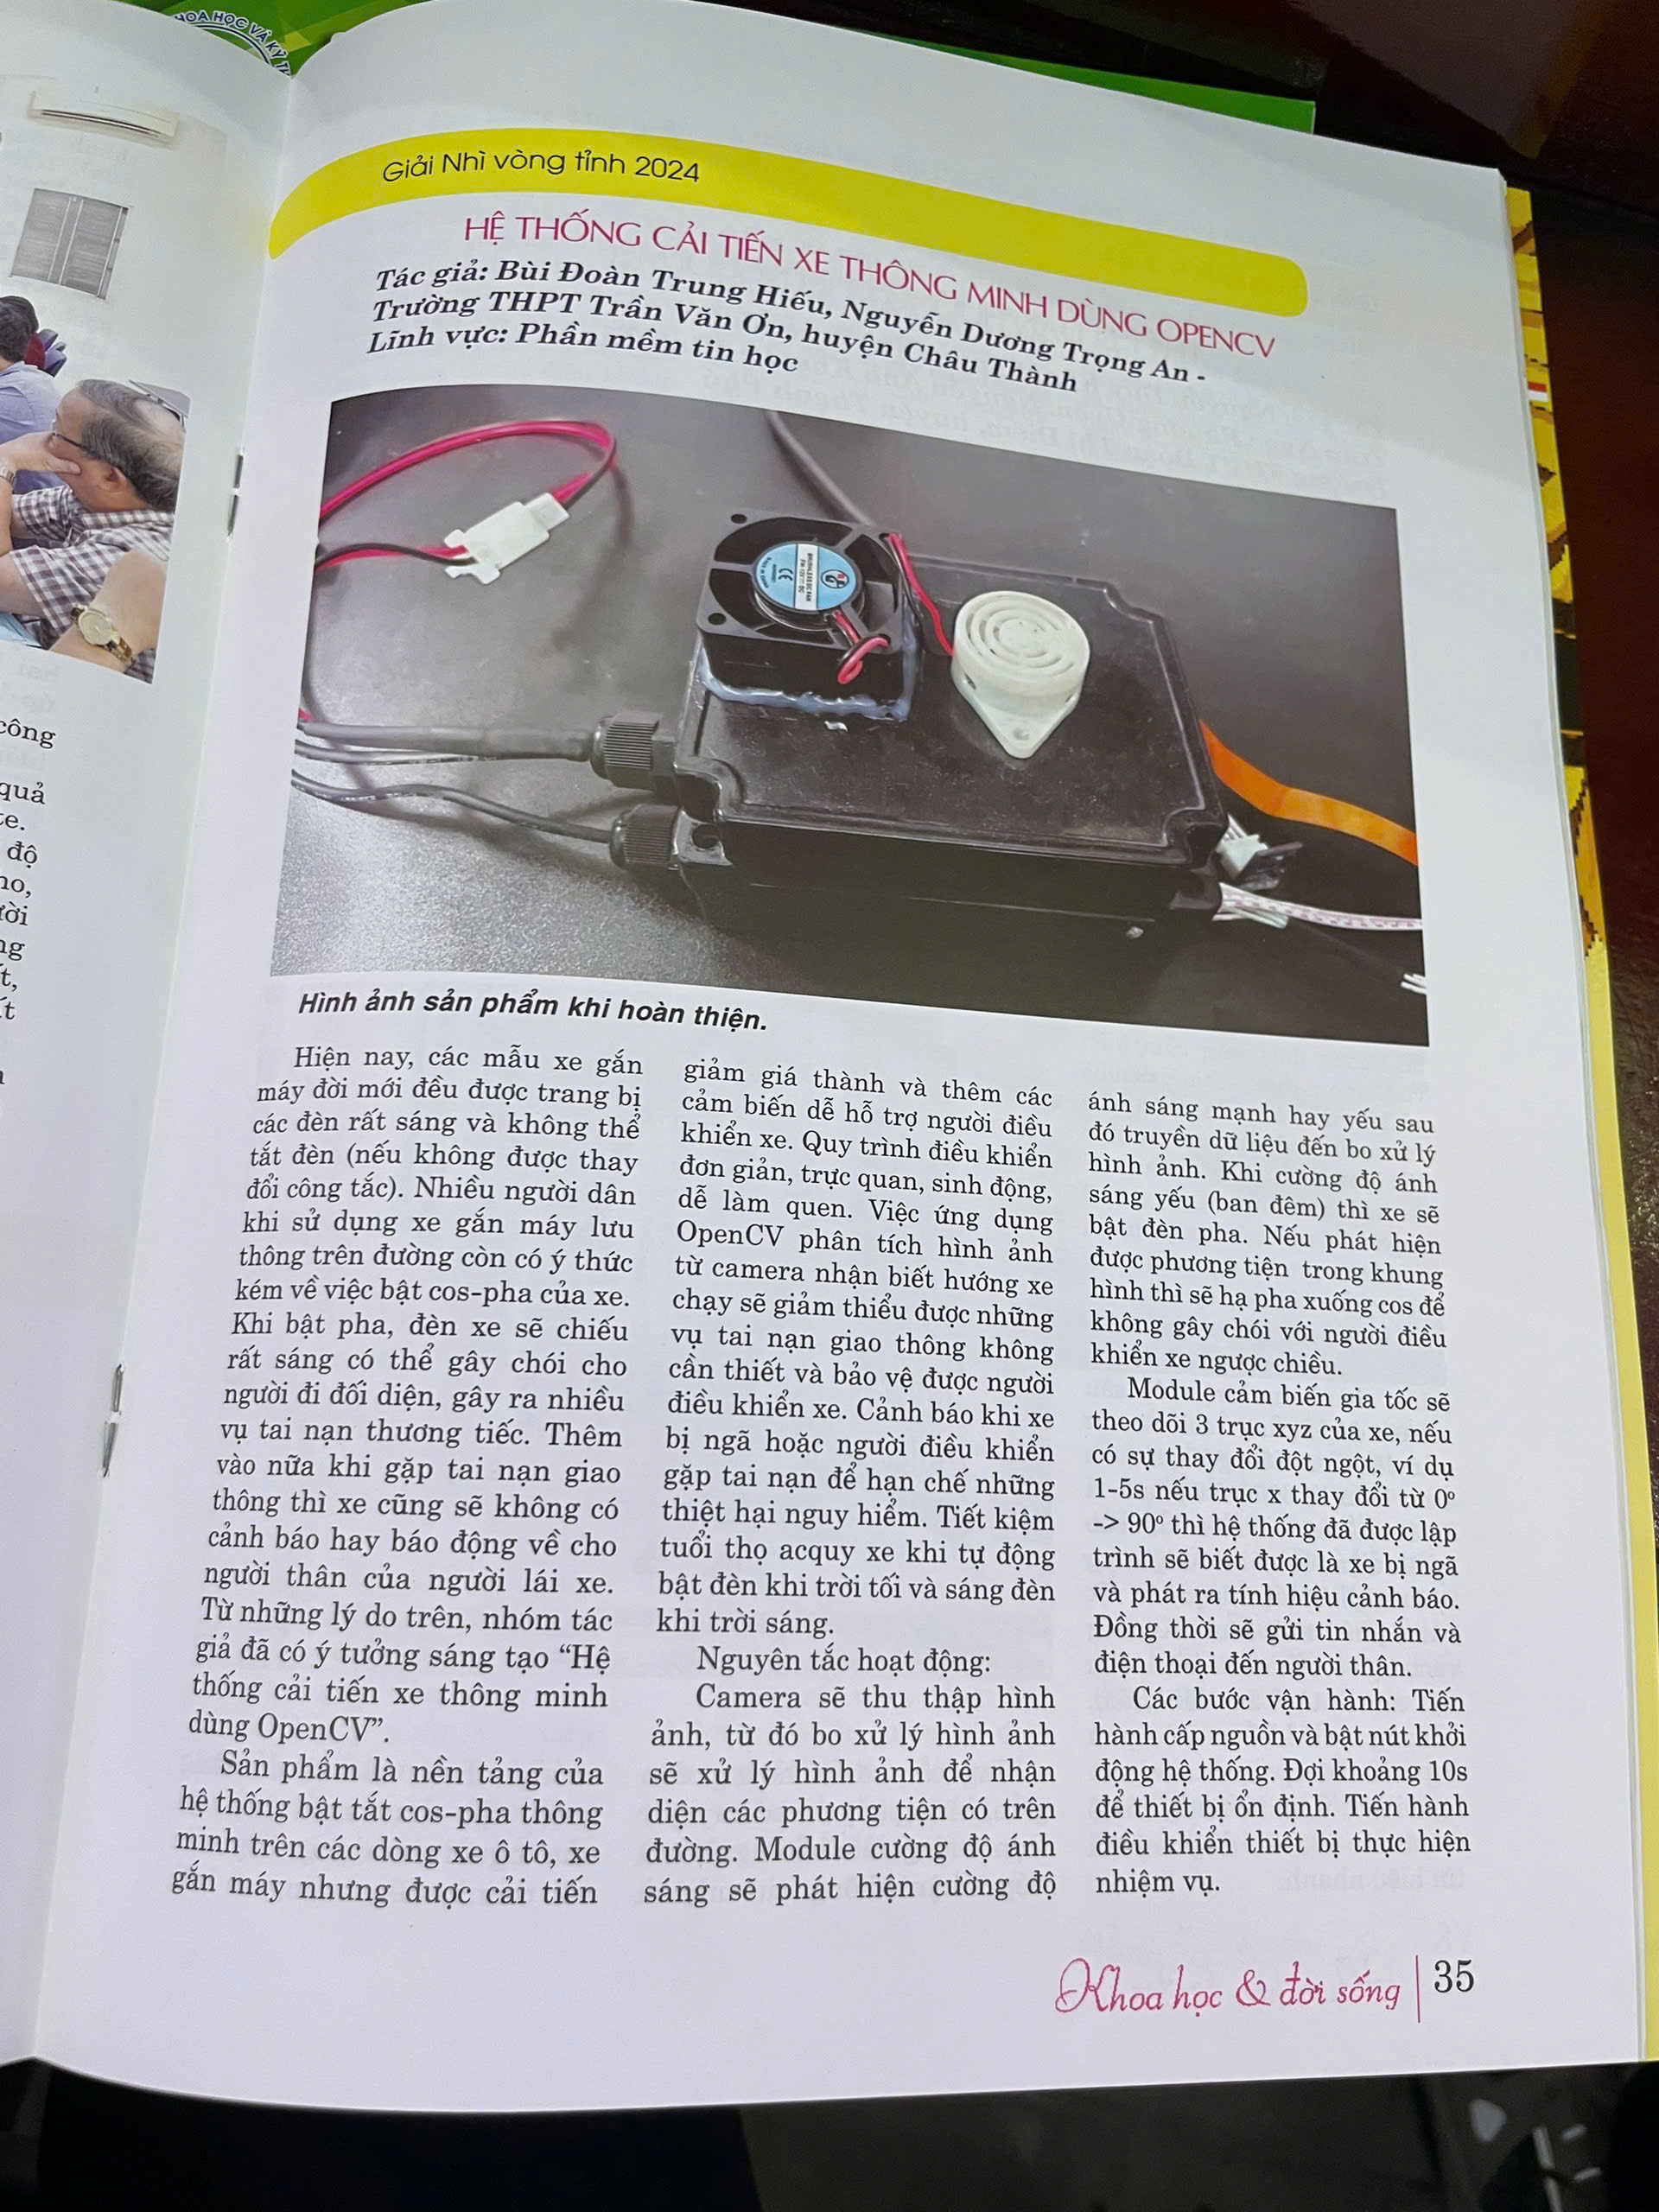 HOA HỌC VÀ KỸ
công
quả
độ
Giải Nhì vòng tỉnh 2024
HỆ THỐNG CẢI TIẾN XE THÔNG MINH DÙNG OPENCV
Tác giả: Bùi Đoàn Trung Hiếu, Nguyễn Dương Trọng An -
Trường THPT Trần Văn Ơn, huyện Châu Thành
Lĩnh vực: Phần mềm tin học
BRUSHLESS DC FAN
CE
Hình ảnh sản phẩm khi hoàn thiện.
Hiện nay, các mẫu xe gắn
máy đời mới đều được trang bị
các đèn rất sáng và không thể
tắt đèn (nếu không được thay
đổi công tắc). Nhiều người dân
khi sử dụng xe gắn máy lưu
thông trên đường còn có ý thức
kém về việc bật cos-pha của xe.
Khi bật pha, đèn xe sẽ chiếu
rất sáng có thể gây chói cho
người đi đối diện, gây ra nhiều
vụ tai nạn thương tiếc. Thêm
vào nữa khi gặp tai nạn giao
thông thì xe cũng sẽ không có
cảnh báo hay báo động về cho
người thân của người lái xe.
Từ những lý do trên, nhóm tác
giả đã có ý tưởng sáng tạo “Hệ
thống cải tiến xe thông minh
dùng OpenCV”.
Sản phẩm là nền tảng của
hệ thống bật tắt cos-pha thông
minh trên các dòng xe ô tô, xe
gắn máy nhưng được cải tiến
giảm giá thành và thêm các
cảm biến dễ hỗ trợ người điều
khiển xe. Quy trình điều khiển
đơn giản, trực quan, sinh động,
dễ làm quen. Việc ứng dụng
OpenCV phân tích hình ảnh
từ camera nhận biết hướng xe
chạy sẽ giảm thiểu được những
vụ tai nạn giao thông không
cần thiết và bảo vệ được người
điều khiển xe. Cảnh báo khi xe
bị ngã hoặc người điều khiển
gặp tai nạn để hạn chế những
thiệt hại nguy hiểm. Tiết kiệm
tuổi thọ acquy xe khi tự động
bật đèn khi trời tối và sáng đèn
khi trời sáng.
Nguyên tắc hoạt động:
Camera sẽ thu thập hình
ảnh, từ đó bo xử lý hình ảnh
sẽ xử lý hình ảnh để nhận
diện các phương tiện có trên
đường. Module cường độ ánh
sáng sẽ phát hiện cường độ
ánh sáng mạnh hay yếu sau
đó truyền dữ liệu đến bo xử lý
hình ảnh. Khi cường độ ánh
sáng yếu (ban đêm) thì xe sẽ
bật đèn pha. Nếu phát hiện
được phương tiện trong khung
hình thì sẽ hạ pha xuống cos để
không gây chói với người điều
khiển xe ngược chiều.
Module cảm biến gia tốc sẽ
theo dõi 3 trục xyz của xe, nếu
có sự thay đổi đột ngột, ví dụ
1-5s nếu trục x thay đổi từ 0º
-> 90º thì hệ thống đã được lập
trình sẽ biết được là xe bị ngã
và phát ra tính hiệu cảnh báo.
Đồng thời sẽ gửi tin nhắn và
điện thoại đến người thân.
Các bước vận hành: Tiến
hành cấp nguồn và bật nút khởi
động hệ thống. Đợi khoảng 10s
để thiết bị ổn định. Tiến hành
điều khiển thiết bị thực hiện
nhiệm vụ.
Khoa học & đời sống 35